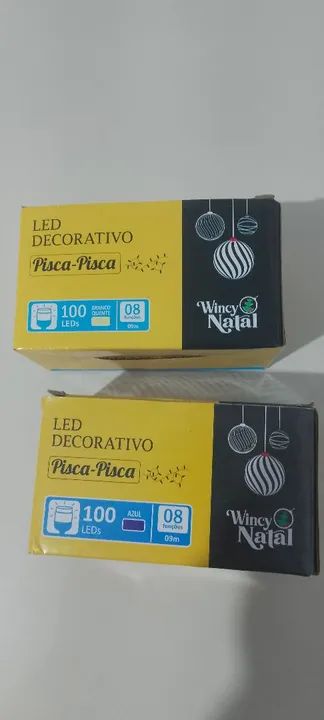 LED
DECORATIVO
Pisca-Pisca
100
LEDs
BRANCO
QUENTE
08
funções
09m
Wincy
Natal
LED
DECORATIVO
Pisca-Pisca
100
LEDs
AZUL
08
funções
09m
Wincy
Natal